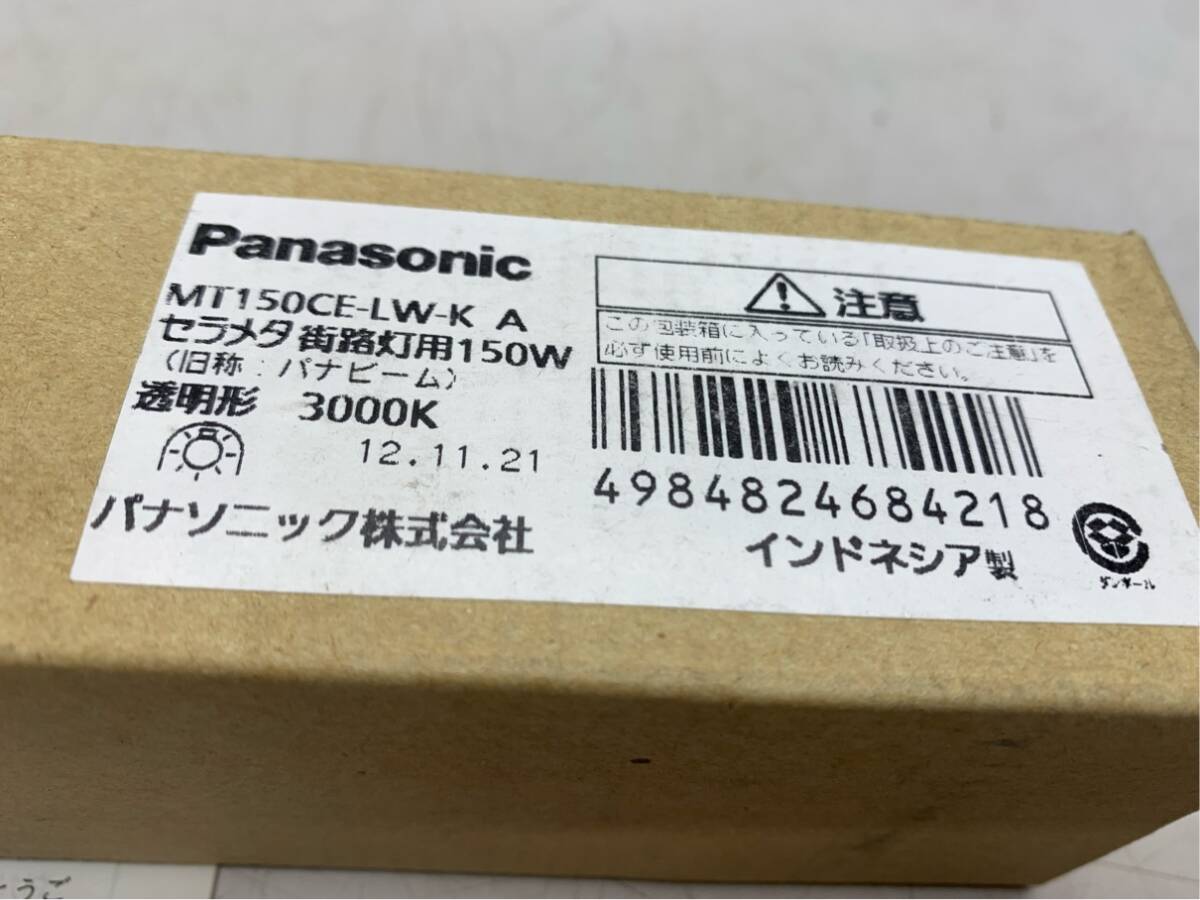 Panasonic
MT150CE-LW-K A
セラメタ 街路灯用150W
(旧称:パナビーム)
透明形 3000K
12.11.21
パナソニック株式会社
注意
この包装箱に入っている「取扱上のご注意」を
必ず使用前によくお読みください。
4984824684218
インドネシア製
ダンボール
とうご